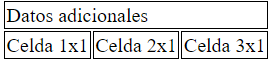 Datos adicionales
Celda 1x1 Celda 2x1 Celda 3x1